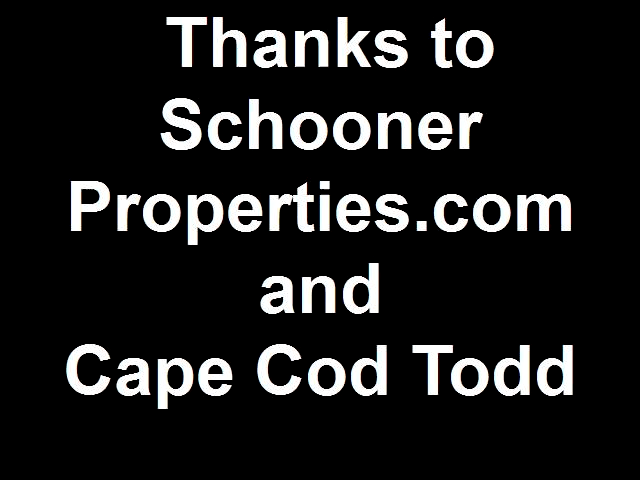 Thanks to
Schooner
Properties.com
and
Cape Cod Todd